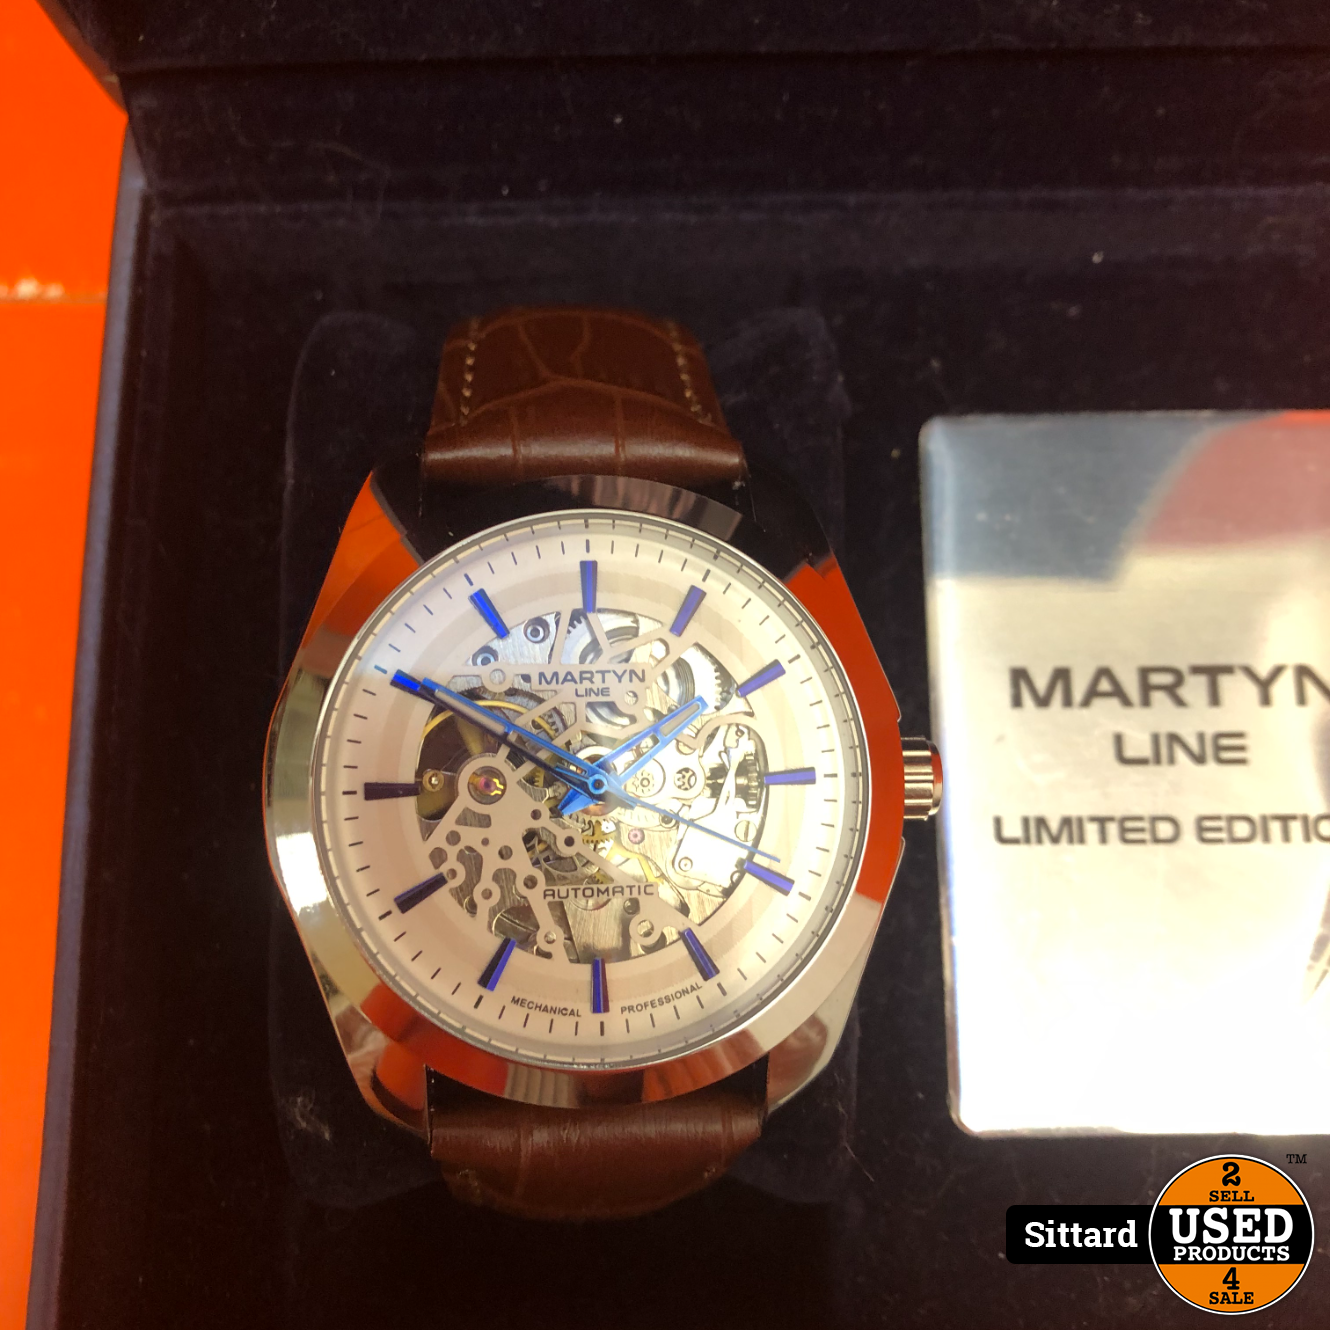 MARTYN
LINE
AUTOMATIC
MECHANICAL PROFESSIONAL
MARTYN
LINE
LIMITED EDITIO
Sittard
2
SELL
USED
PRODUCTS
4
SALE
TM